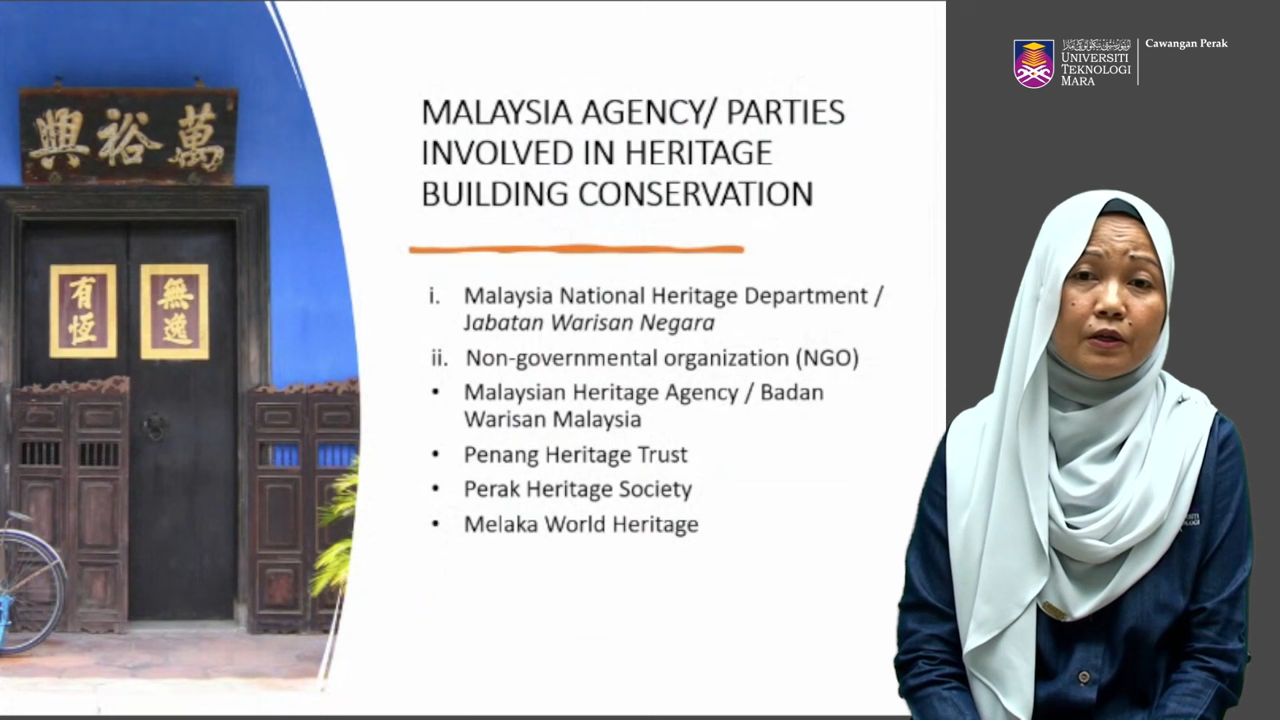 萬裕興
有恆
無逸
MALAYSIA AGENCY/ PARTIES
INVOLVED IN HERITAGE
BUILDING CONSERVATION
i. Malaysia National Heritage Department /
Jabatan Warisan Negara
ii. Non-governmental organization (NGO)
• Malaysian Heritage Agency / Badan
Warisan Malaysia
• Penang Heritage Trust
• Perak Heritage Society
• Melaka World Heritage
UNIVERSITI
TEKNOLOGI
MARA
Cawangan Perak